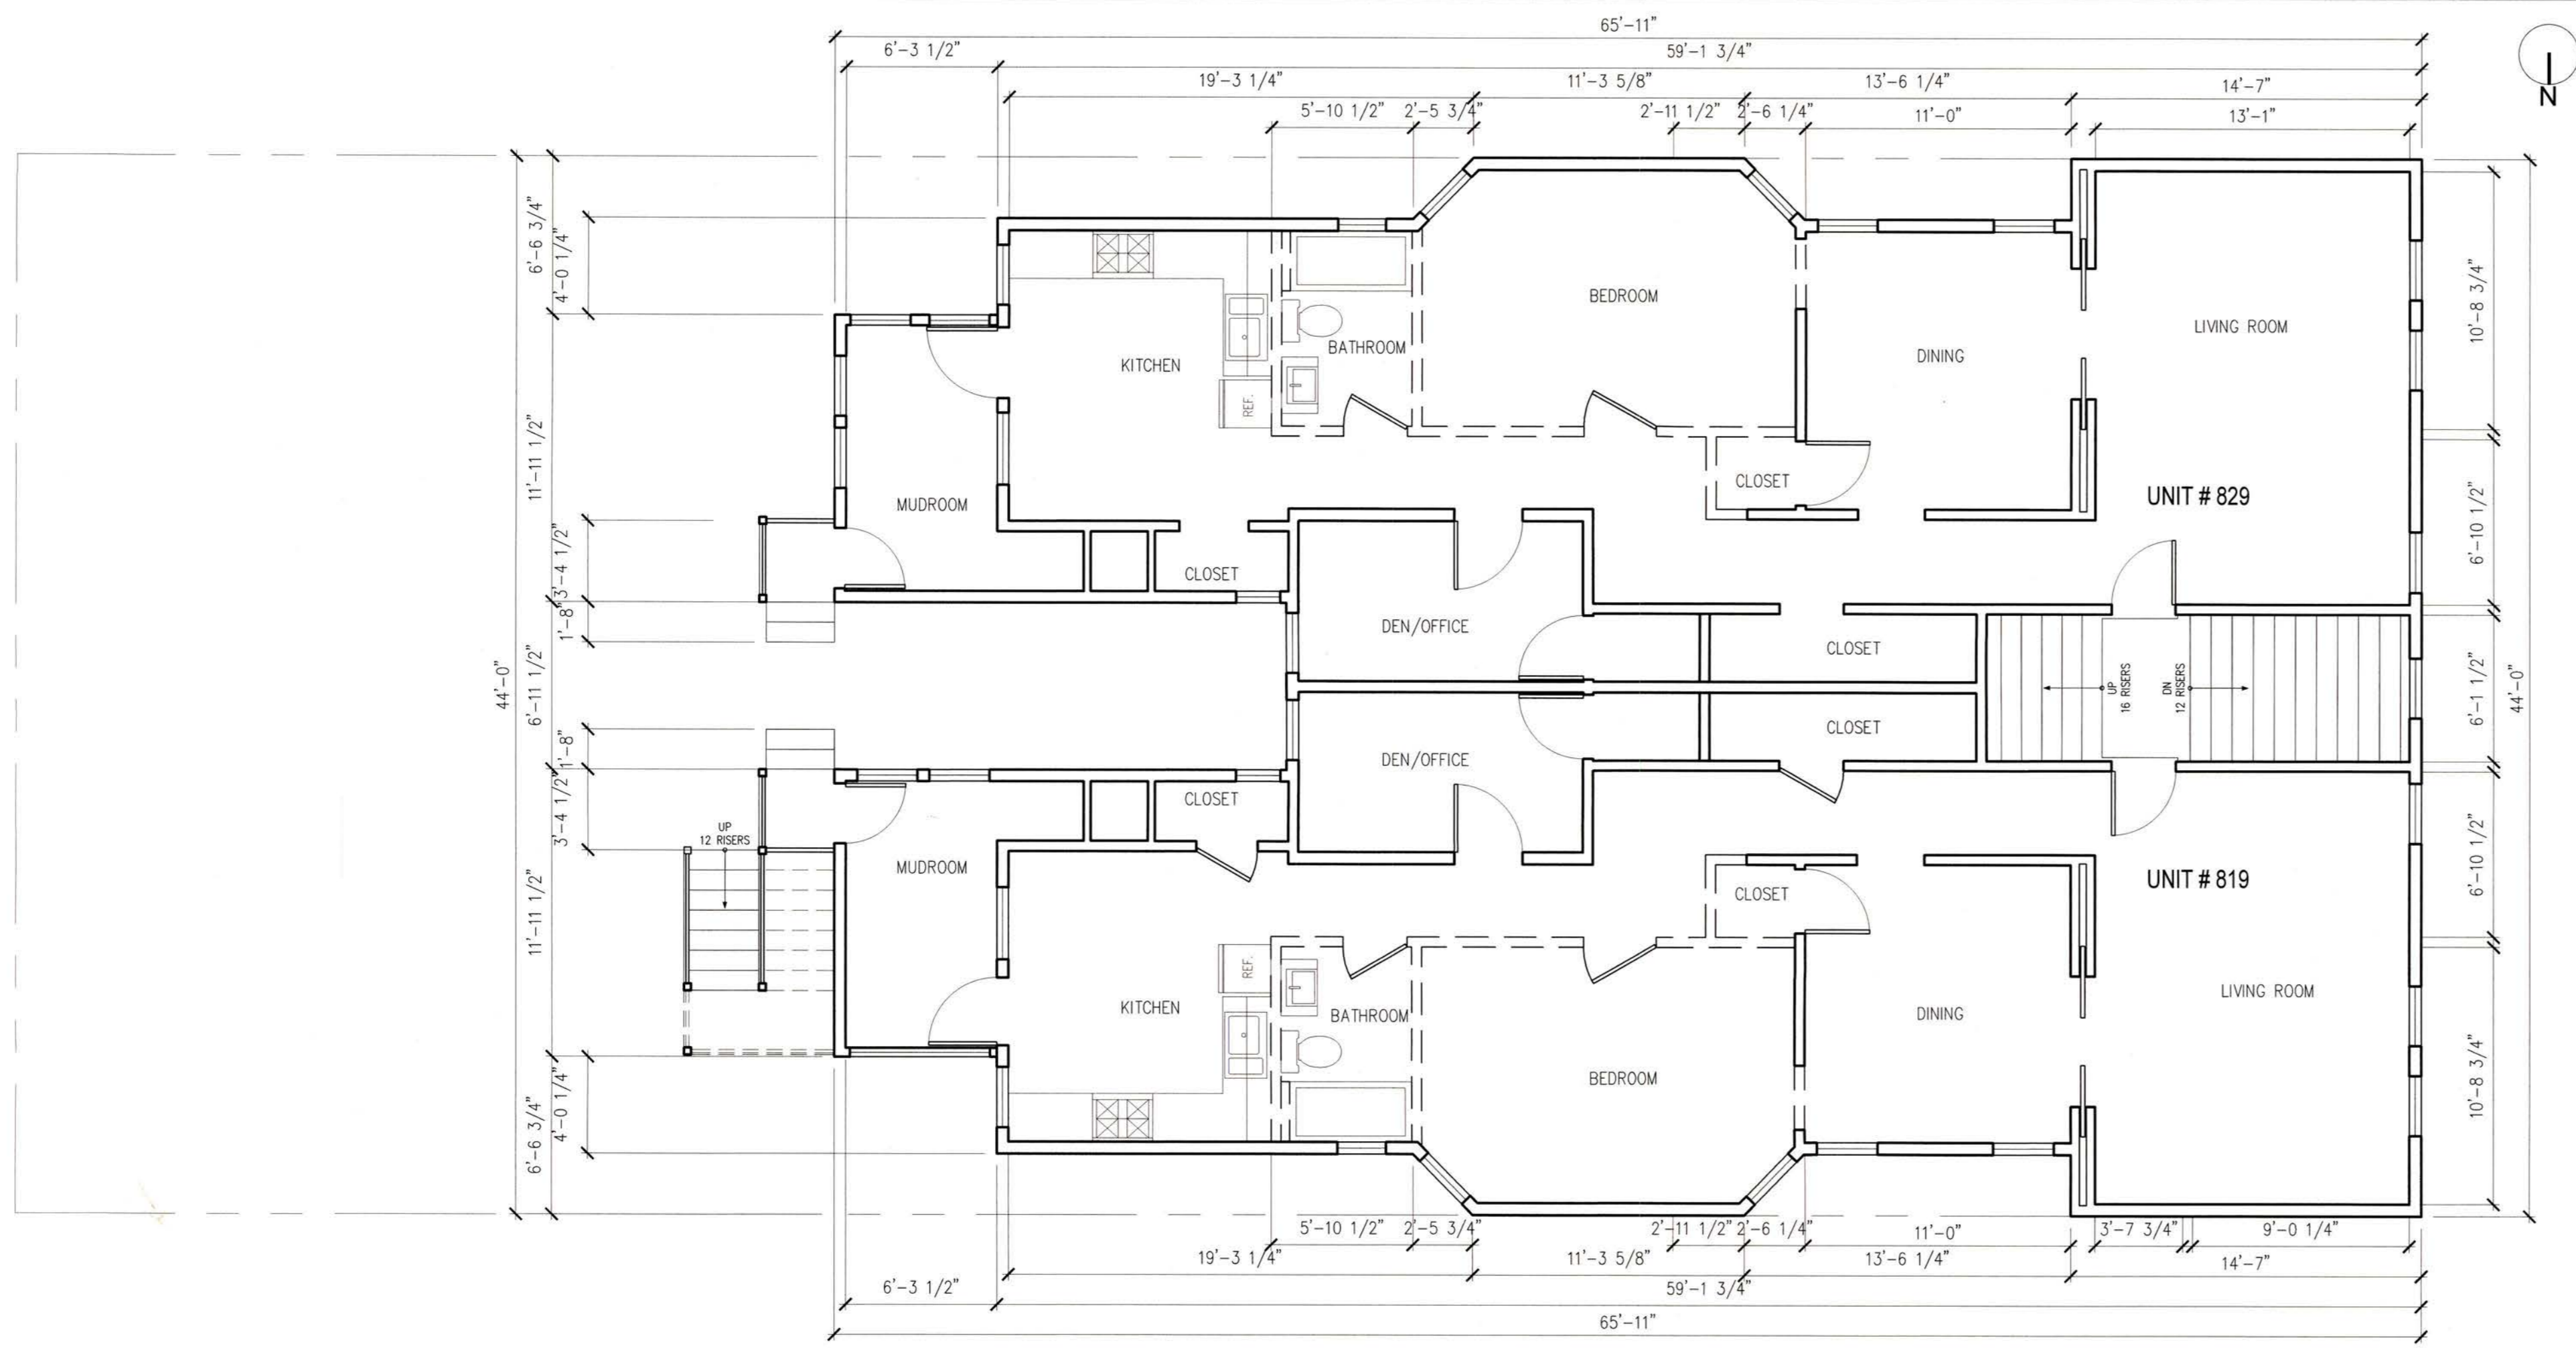 65'-11"
6'-3 1/2"
59'-1 3/4"
N
19'-3 1/4"
11'-3 5/8"
13'-6 1/4"
14'-7"
5'-10 1/2"
2'-5 3/4"
2'-11 1/2"
2'-6 1/4"
11'-0"
13'-1"
6'-6 3/4"
4'-0 1/4"
10'-8 3/4"
BEDROOM
LIVING ROOM
BATHROOM
DINING
KITCHEN
REF.
11'-11 1/2"
CLOSET
UNIT # 829
MUDROOM
6'-10 1/2"
3'-4 1/2"
CLOSET
1'-8"
DEN/OFFICE
CLOSET
44'-0"
6'-11 1/2"
UP
16 RISERS
DN
12 RISERS
6'-1 1/2"
44'-0"
CLOSET
1'-8"
DEN/OFFICE
CLOSET
3'-4 1/2"
UP
12 RISERS
MUDROOM
UNIT # 819
6'-10 1/2"
CLOSET
11'-11 1/2"
REF.
LIVING ROOM
KITCHEN
BATHROOM
DINING
BEDROOM
10'-8 3/4"
4'-0 1/4"
6'-6 3/4"
5'-10 1/2"
2'-5 3/4"
2'-11 1/2"
2'-6 1/4"
11'-0"
3'-7 3/4"
9'-0 1/4"
19'-3 1/4"
11'-3 5/8"
13'-6 1/4"
14'-7"
6'-3 1/2"
59'-1 3/4"
65'-11"